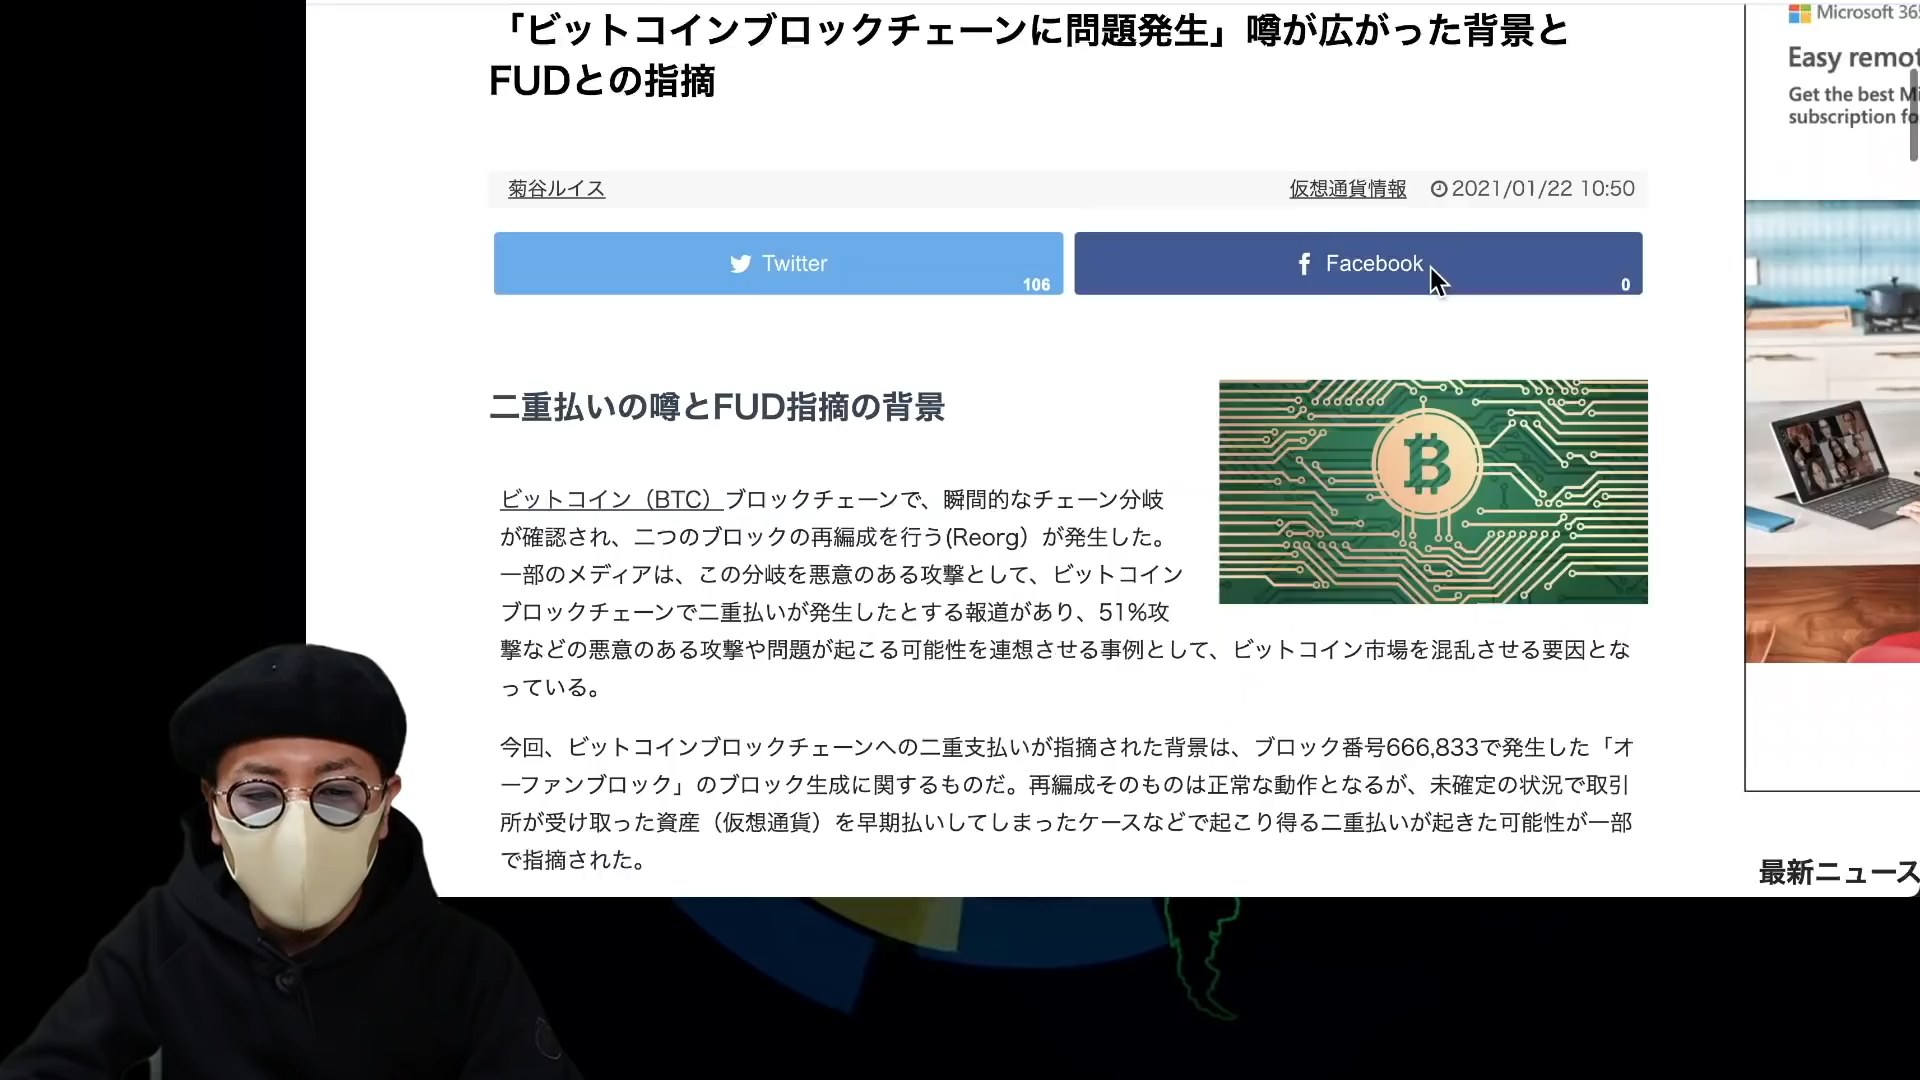 「ビットコインブロックチェーンに問題発生」噂が広がった背景と
FUDとの指摘
菊谷ルイス
仮想通貨情報 2021/01/22 10:50
Twitter
106
Facebook
0
二重払いの噂とFUD指摘の背景
ビットコイン（BTC）ブロックチェーンで、瞬間的なチェーン分岐
が確認され、二つのブロックの再編成を行う(Reorg）が発生した。
一部のメディアは、この分岐を悪意のある攻撃として、ビットコイン
ブロックチェーンで二重払いが発生したとする報道があり、51%攻
撃などの悪意のある攻撃や問題が起こる可能性を連想させる事例として、ビットコイン市場を混乱させる要因とな
っている。
今回、ビットコインブロックチェーンへの二重支払いが指摘された背景は、ブロック番号666,833で発生した「オ
ーファンブロック」のブロック生成に関するものだ。再編成そのものは正常な動作となるが、未確定の状況で取引
所が受け取った資産（仮想通貨）を早期払いしてしまったケースなどで起こり得る二重払いが起きた可能性が一部
で指摘された。
Microsoft 365
Easy remot
Get the best Mi
subscription fo
最新ニュース